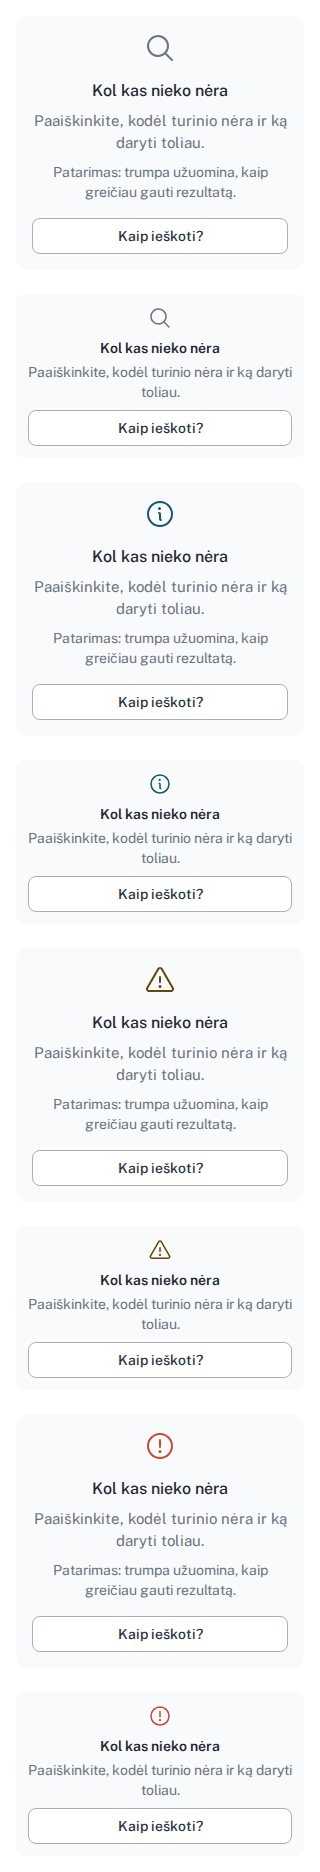 Kol kas nieko nėra
Paaiškinkite, kodėl turinio nėra ir ką
daryti toliau.
Patarimas: trumpa užuomina, kaip
greičiau gauti rezultatą.
Kaip ieškoti?
Kol kas nieko nėra
Paaiškinkite, kodėl turinio nėra ir ką daryti
toliau.
Kaip ieškoti?
Kol kas nieko nėra
Paaiškinkite, kodėl turinio nėra ir ką
daryti toliau.
Patarimas: trumpa užuomina, kaip
greičiau gauti rezultatą.
Kaip ieškoti?
Kol kas nieko nėra
Paaiškinkite, kodėl turinio nėra ir ką daryti
toliau.
Kaip ieškoti?
Kol kas nieko nėra
Paaiškinkite, kodėl turinio nėra ir ką
daryti toliau.
Patarimas: trumpa užuomina, kaip
greičiau gauti rezultatą.
Kaip ieškoti?
Kol kas nieko nėra
Paaiškinkite, kodėl turinio nėra ir ką daryti
toliau.
Kaip ieškoti?
Kol kas nieko nėra
Paaiškinkite, kodėl turinio nėra ir ką
daryti toliau.
Patarimas: trumpa užuomina, kaip
greičiau gauti rezultatą.
Kaip ieškoti?
Kol kas nieko nėra
Paaiškinkite, kodėl turinio nėra ir ką daryti
toliau.
Kaip ieškoti?